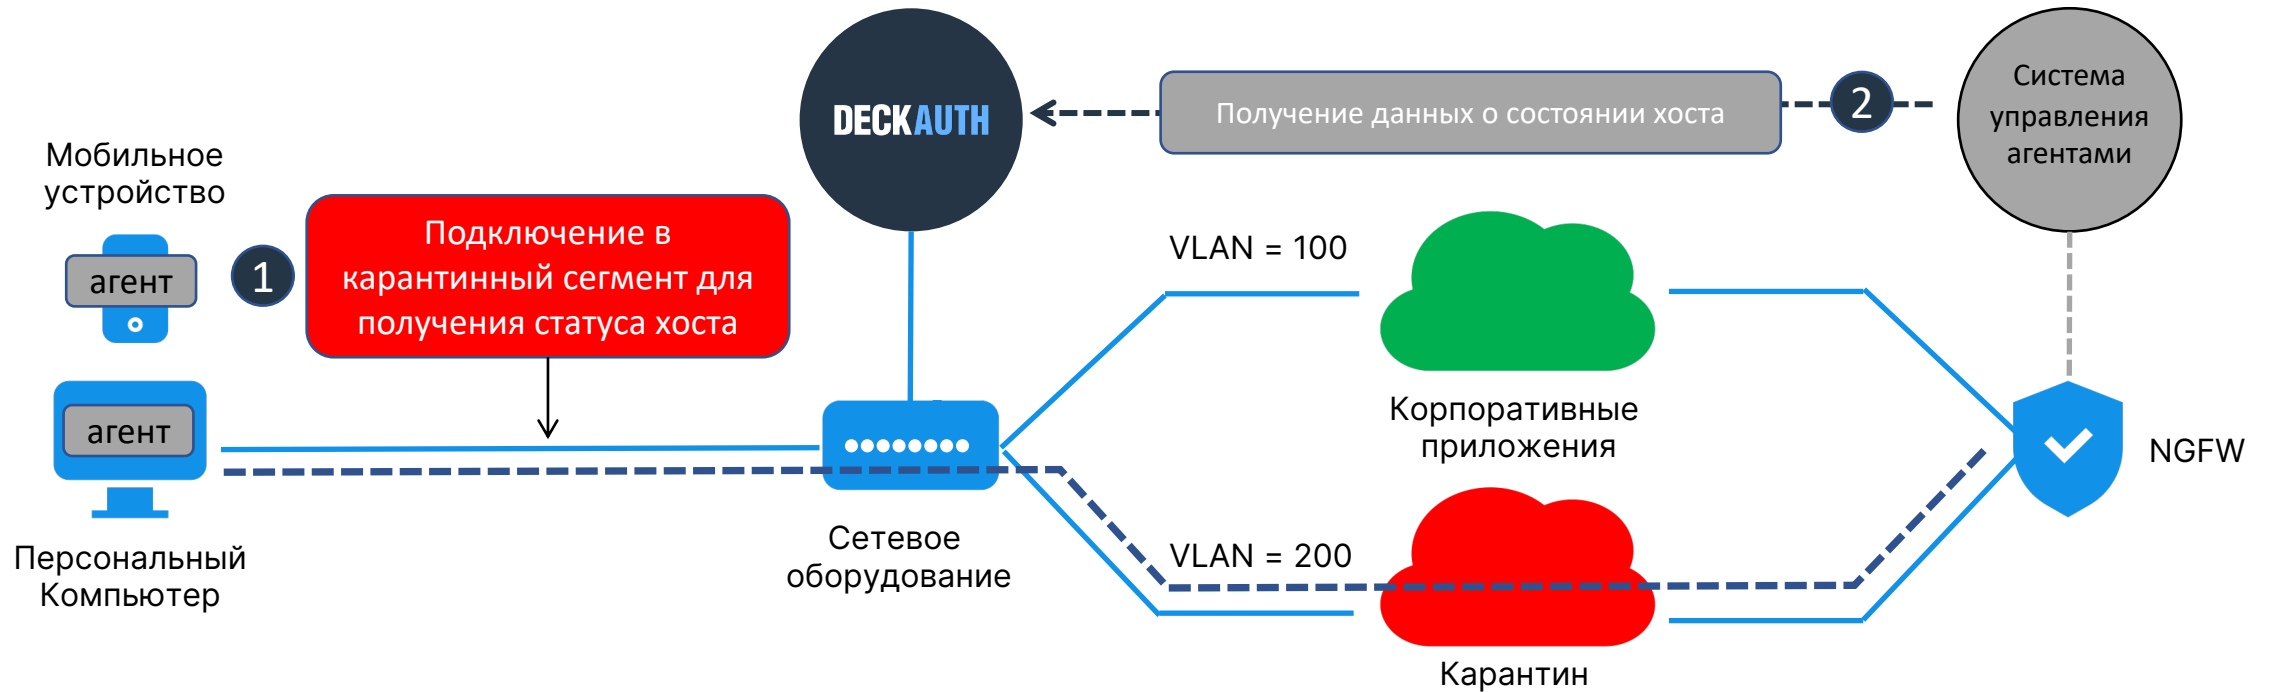 DECKAUTH
Получение данных о состоянии хоста
2
Система
управления
агентами
Мобильное
устройство
агент
1
Подключение в
карантинный сегмент для
получения статуса хоста
VLAN = 100
Корпоративные
приложения
агент
NGFW
Персональный
Компьютер
Сетевое
оборудование
VLAN = 200
Карантин